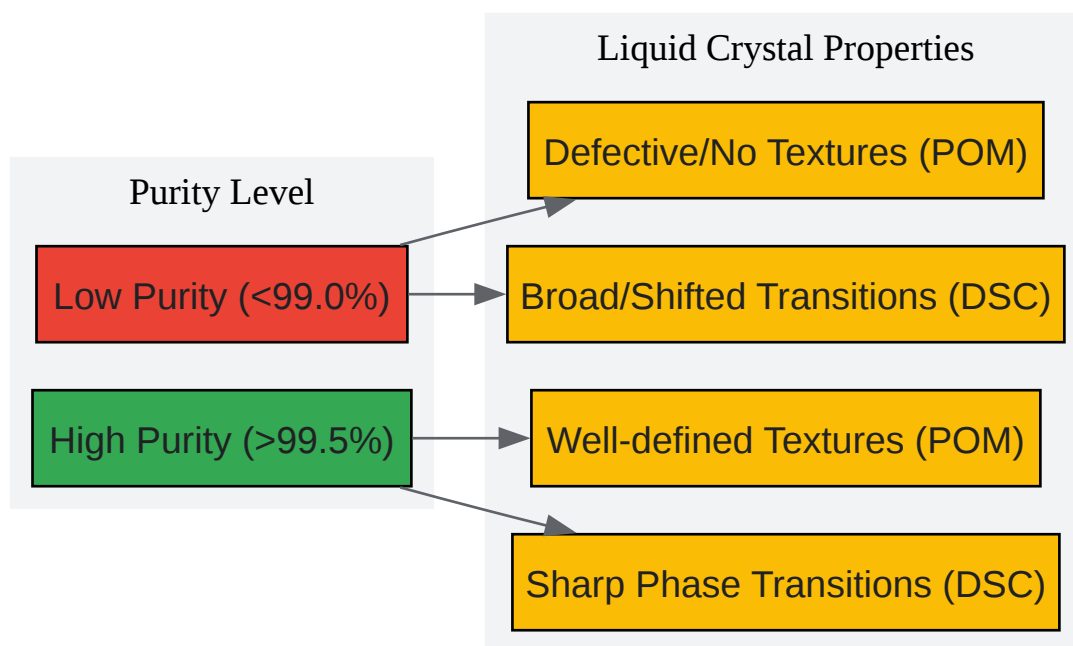 Liquid Crystal Properties
Defective/No Textures (POM)
Purity Level
Low Purity (<99.0%)
Broad/Shifted Transitions (DSC)
High Purity (>99.5%)
Well-defined Textures (POM)
Sharp Phase Transitions (DSC)